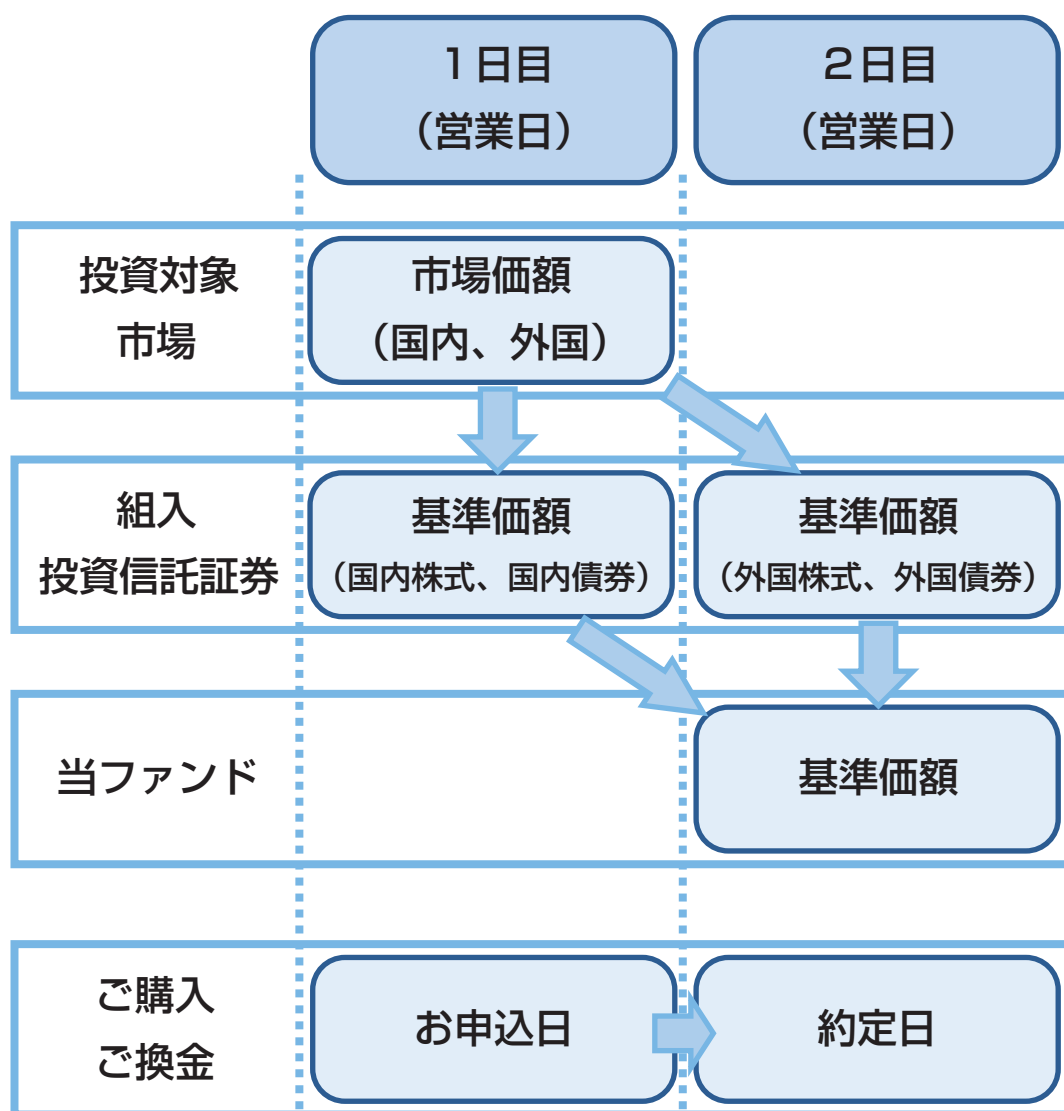 １日目
（営業日）
２日目
（営業日）
投資対象
市場
市場価額
（国内、外国）
組入
投資信託証券
基準価額
（国内株式、国内債券）
基準価額
（外国株式、外国債券）
当ファンド
基準価額
ご購入
ご換金
お申込日
約定日